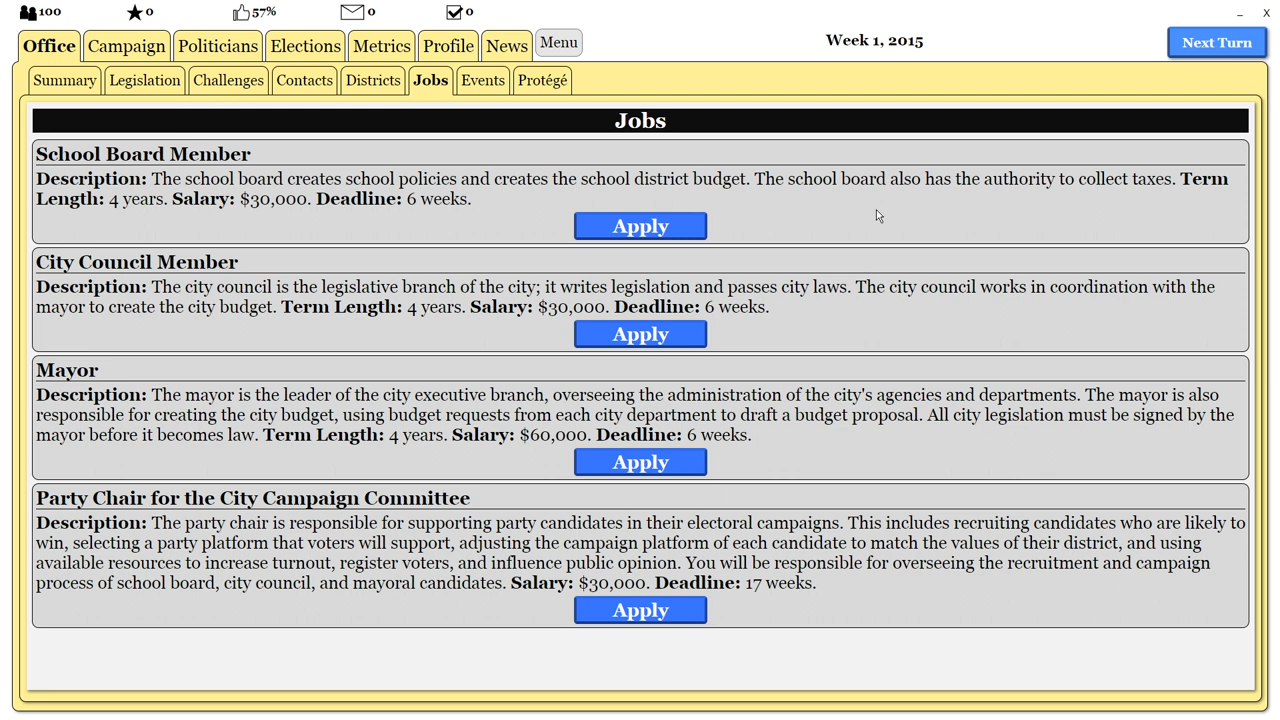 100 0 57% 0 0 _ X
Office Campaign Politicians Elections Metrics Profile News Menu Week 1, 2015 Next Turn
Summary Legislation Challenges Contacts Districts Jobs Events Protégé
Jobs
School Board Member
Description: The school board creates school policies and creates the school district budget. The school board also has the authority to collect taxes. Term
Length: 4 years. Salary: $30,000. Deadline: 6 weeks.
Apply
City Council Member
Description: The city council is the legislative branch of the city; it writes legislation and passes city laws. The city council works in coordination with the
mayor to create the city budget. Term Length: 4 years. Salary: $30,000. Deadline: 6 weeks.
Apply
Mayor
Description: The mayor is the leader of the city executive branch, overseeing the administration of the city's agencies and departments. The mayor is also
responsible for creating the city budget, using budget requests from each city department to draft a budget proposal. All city legislation must be signed by the
mayor before it becomes law. Term Length: 4 years. Salary: $60,000. Deadline: 6 weeks.
Apply
Party Chair for the City Campaign Committee
Description: The party chair is responsible for supporting party candidates in their electoral campaigns. This includes recruiting candidates who are likely to
win, selecting a party platform that voters will support, adjusting the campaign platform of each candidate to match the values of their district, and using
available resources to increase turnout, register voters, and influence public opinion. You will be responsible for overseeing the recruitment and campaign
process of school board, city council, and mayoral candidates. Salary: $30,000. Deadline: 17 weeks.
Apply